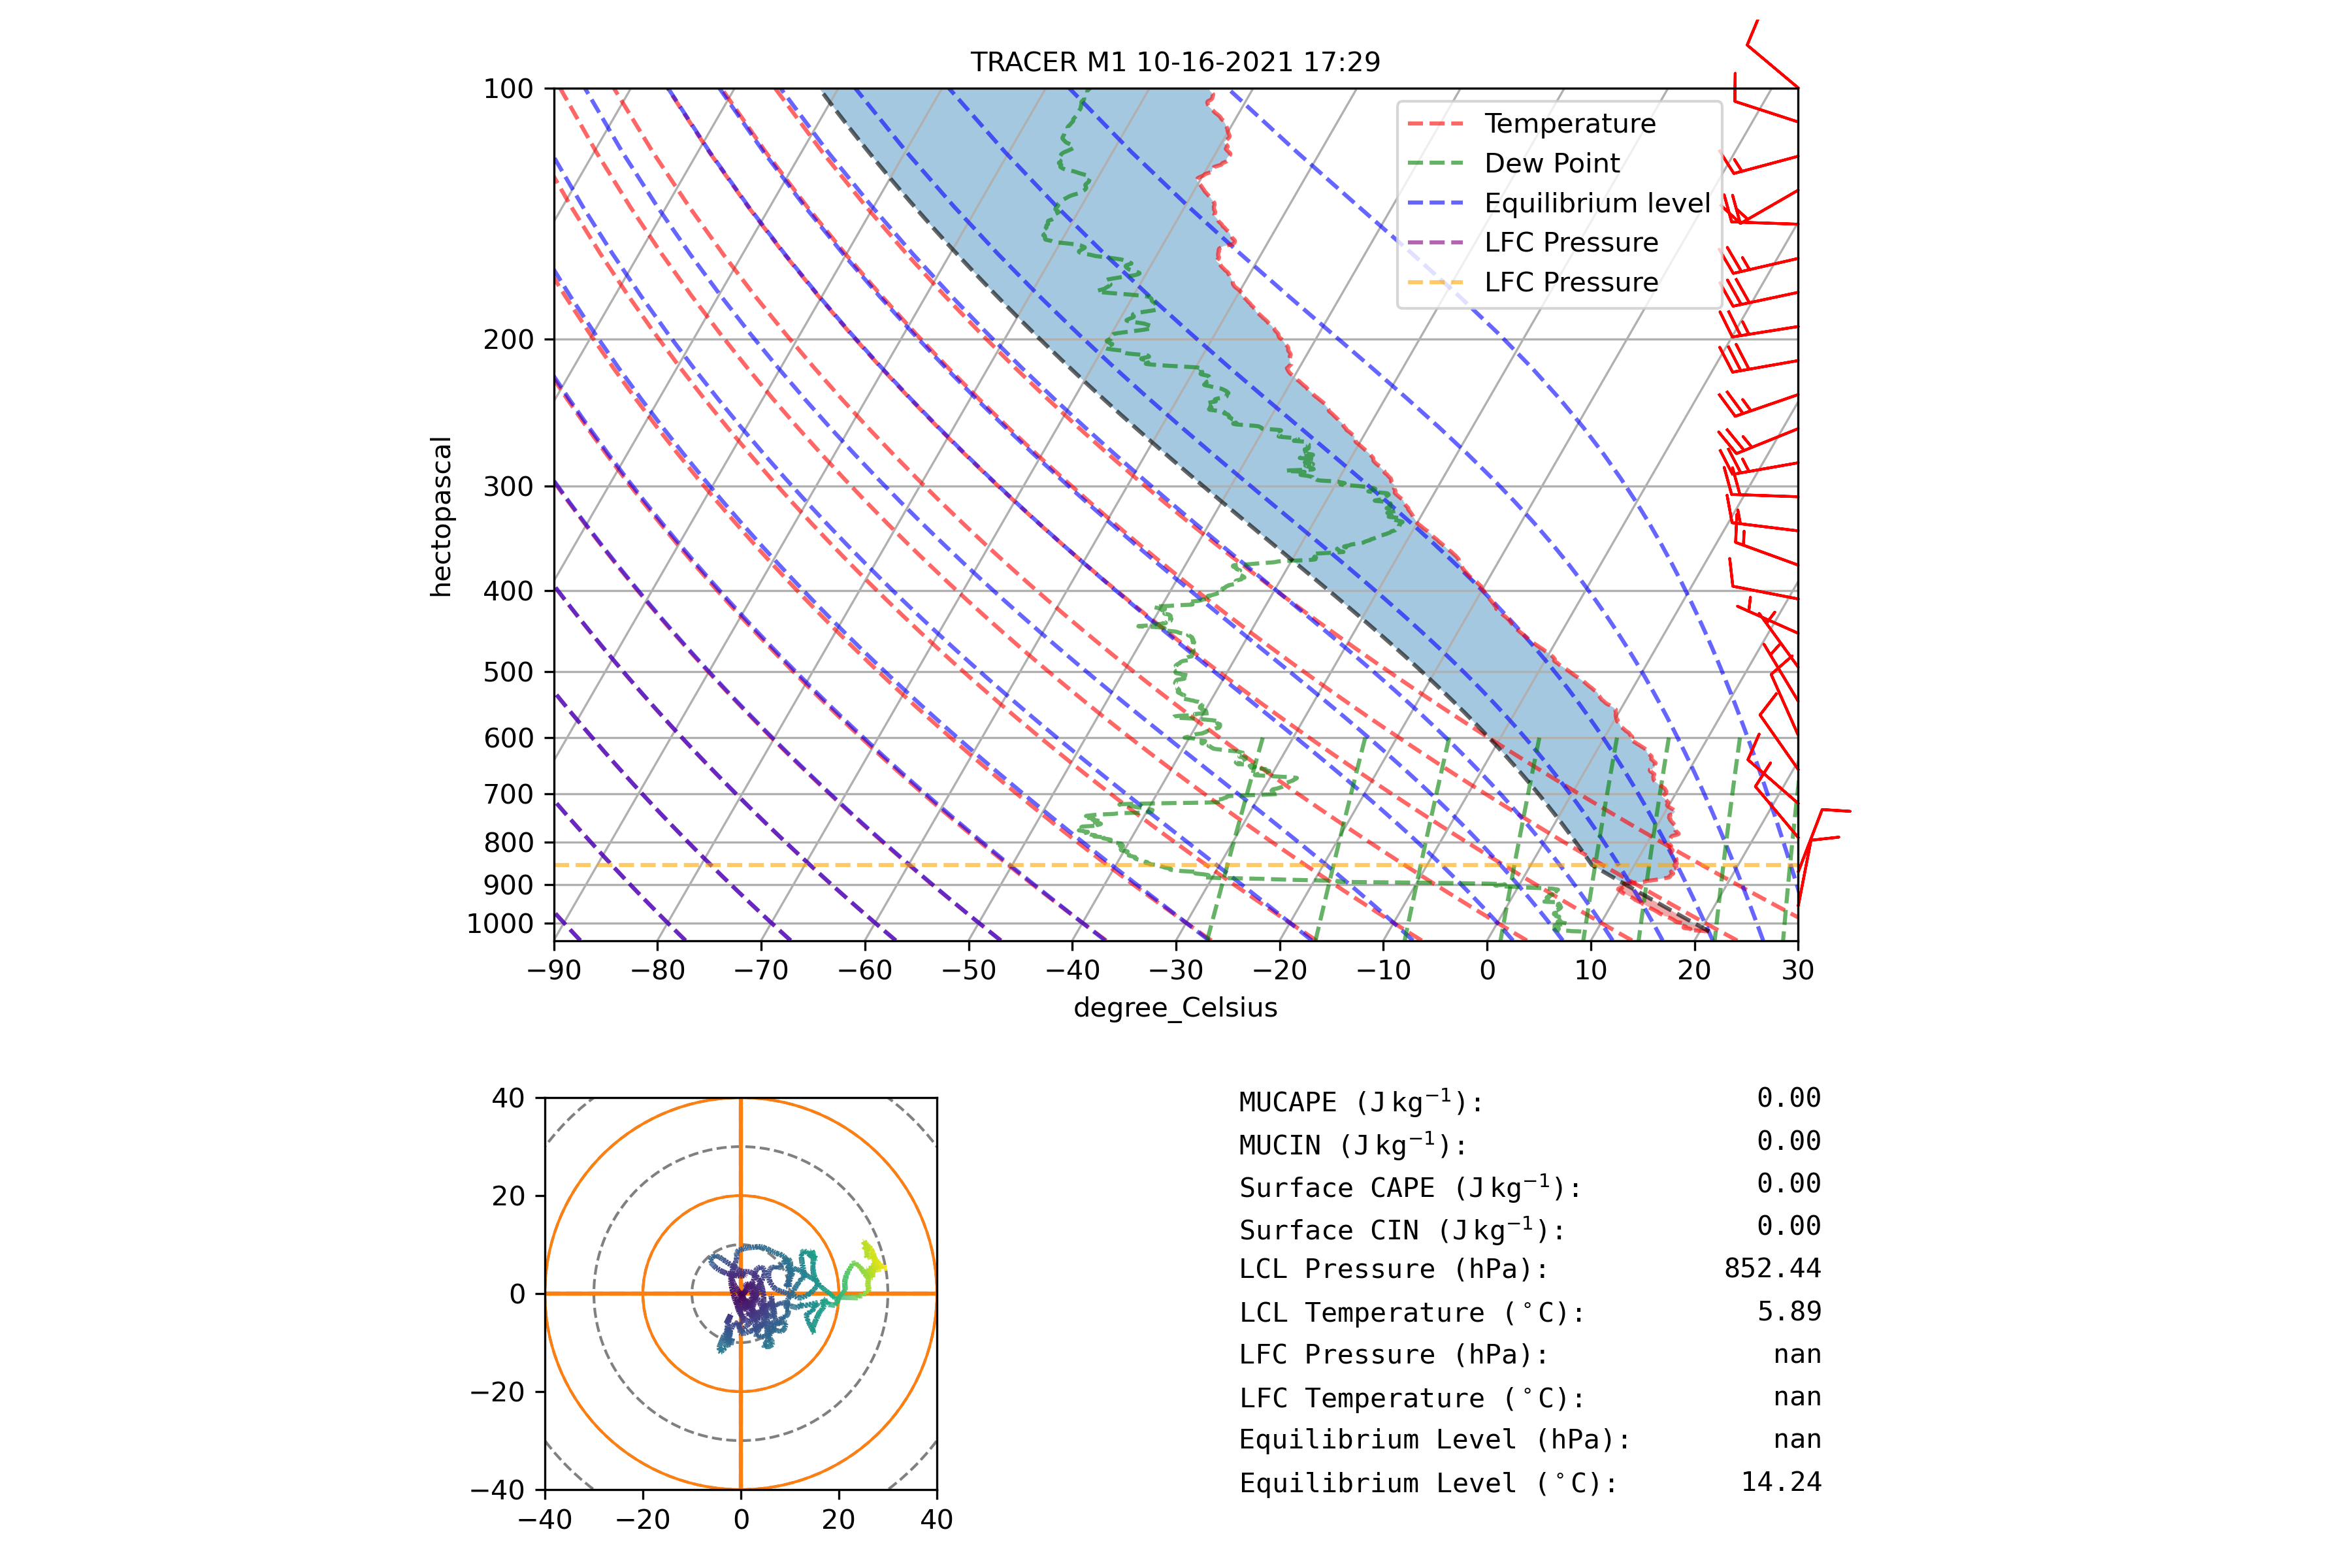 TRACER M1 10-16-2021 17:29
100
200
300
400
500
600
700
800
900
1000
hectopascal
Temperature
Dew Point
Equilibrium level
LFC Pressure
LFC Pressure
−90 −80 −70 −60 −50 −40 −30 −20 −10 0 10 20 30
degree_Celsius
40
20
0
−20
−40
−40 −20 0 20 40
MUCAPE (J kg⁻¹): 0.00
MUCIN (J kg⁻¹): 0.00
Surface CAPE (J kg⁻¹): 0.00
Surface CIN (J kg⁻¹): 0.00
LCL Pressure (hPa): 852.44
LCL Temperature (°C): 5.89
LFC Pressure (hPa): nan
LFC Temperature (°C): nan
Equilibrium Level (hPa): nan
Equilibrium Level (°C): 14.24